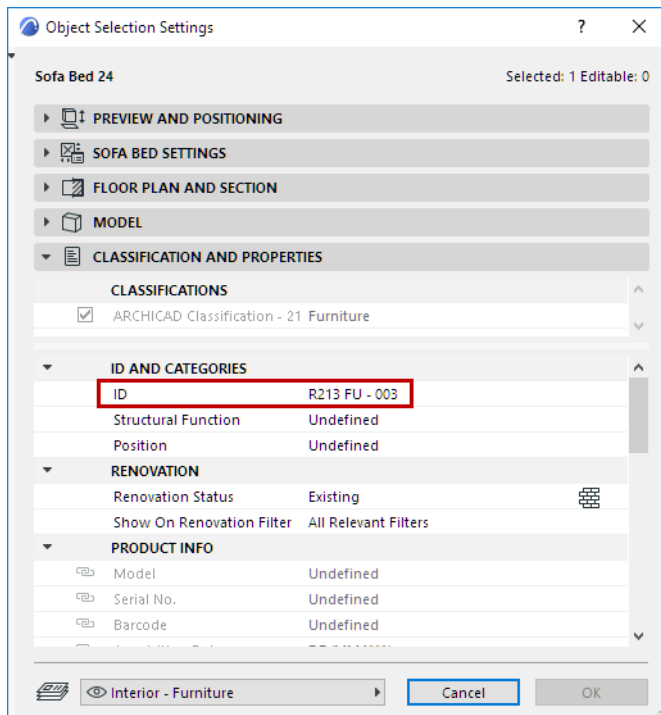 Object Selection Settings ?
Sofa Bed 24 Selected: 1 Editable: 0
PREVIEW AND POSITIONING
SOFA BED SETTINGS
FLOOR PLAN AND SECTION
MODEL
CLASSIFICATION AND PROPERTIES
CLASSIFICATIONS
ARCHICAD Classification - 21 Furniture
ID AND CATEGORIES
ID R213 FU - 003
Structural Function Undefined
Position Undefined
RENOVATION
Renovation Status Existing
Show On Renovation Filter All Relevant Filters
PRODUCT INFO
Model Undefined
Serial No. Undefined
Barcode Undefined
Interior - Furniture Cancel OK